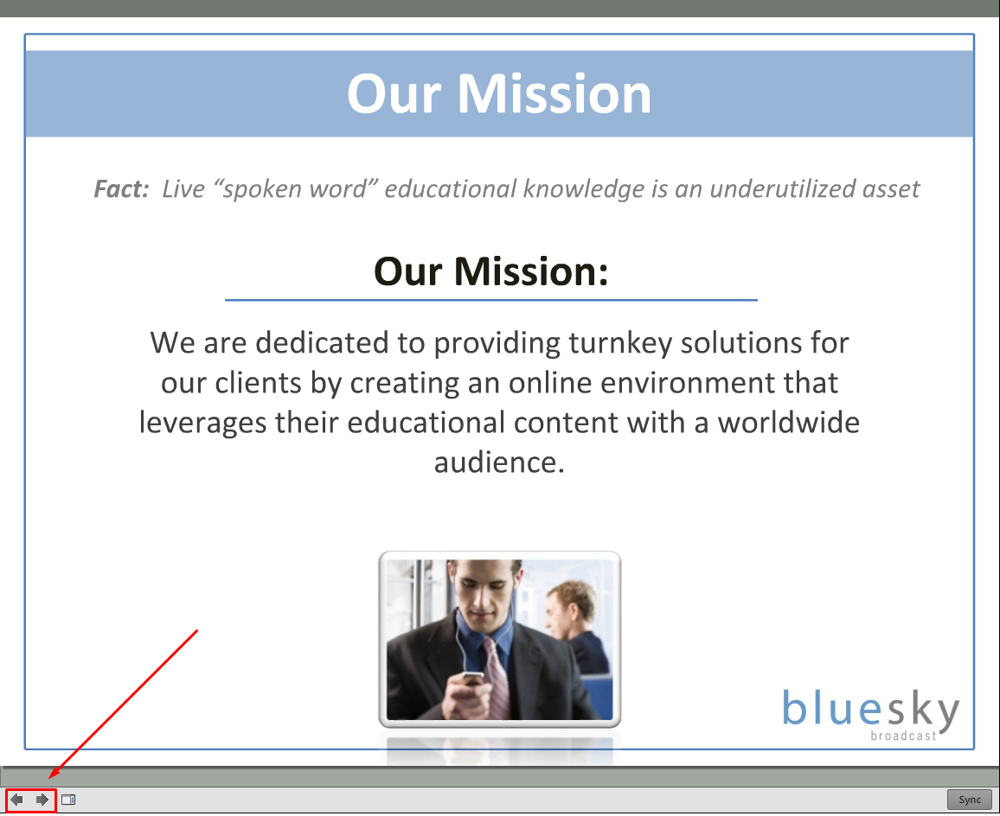 Our Mission
Fact: Live “spoken word” educational knowledge is an underutilized asset
Our Mission:
We are dedicated to providing turnkey solutions for
our clients by creating an online environment that
leverages their educational content with a worldwide
audience.
bluesky
broadcast
Sync